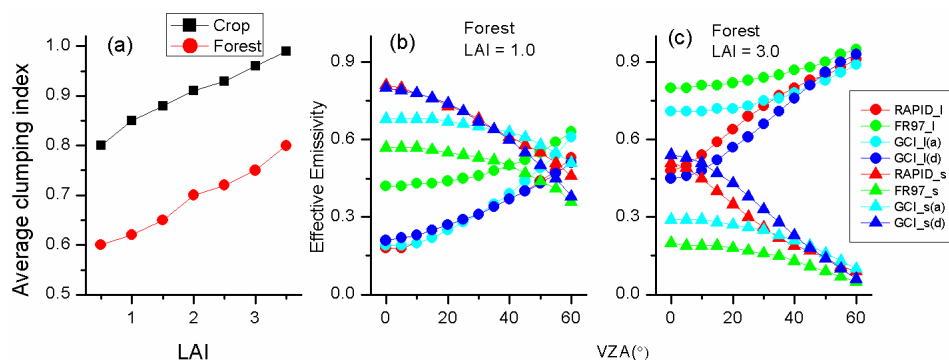 (a)
Crop
Forest
1.0
0.9
0.8
0.7
0.6
0.5
1
2
3
Average clumping index
LAI
(b)
Forest
LAI = 1.0
0.9
0.6
0.3
0.0
0
20
40
60
Effective Emissivity
(c)
Forest
LAI = 3.0
0.9
0.6
0.3
0.0
0
20
40
60
VZA(°)
RAPID_l
FR97_l
GCI_l(a)
GCI_l(d)
RAPID_s
FR97_s
GCI_s(a)
GCI_s(d)